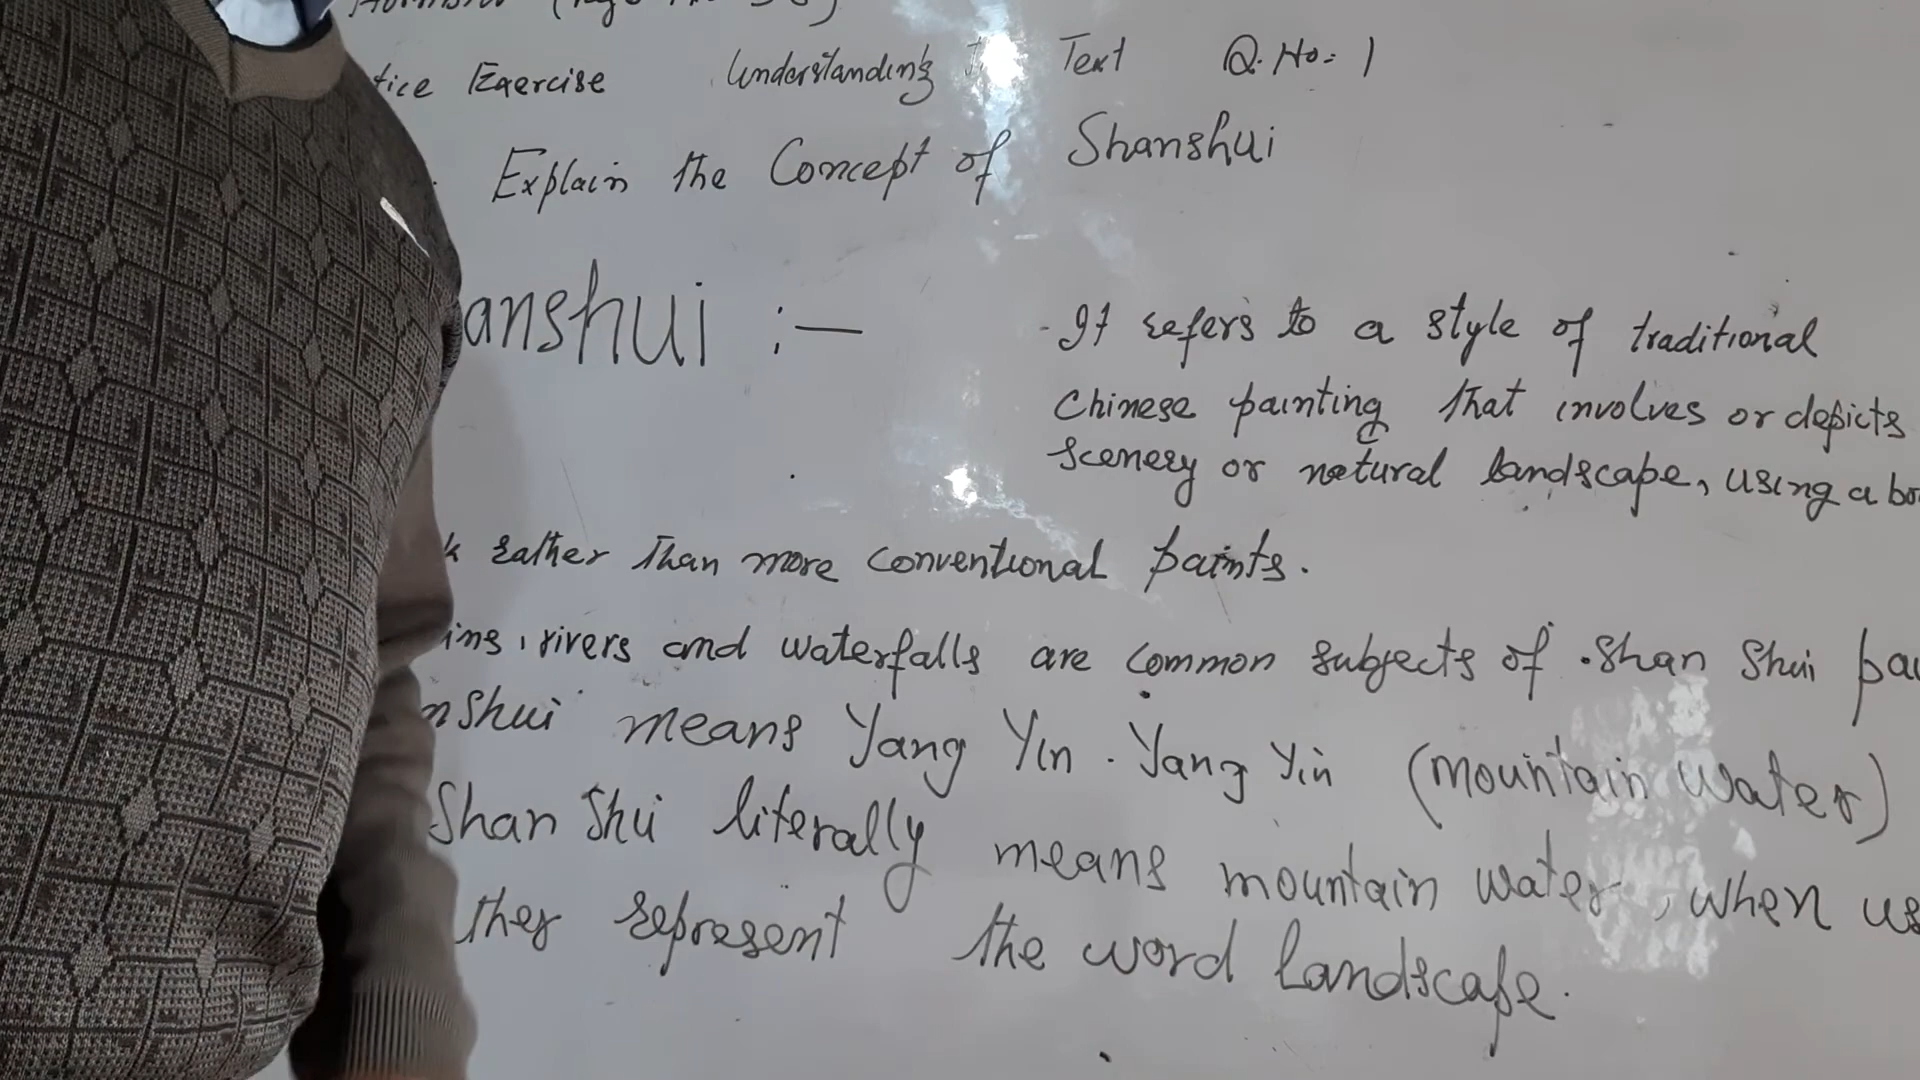 Exercise Understanding Text Q. No: 1
Explain the Concept of Shanshui
anshui :—
It refers to a style of traditional
Chinese painting that involves or depicts
scenery or natural landscape, using a
rather than more conventional paints.
rivers and waterfalls are common subjects of Shan Shui
nshui means Yang Yin. Yang Yin (mountain water)
Shan Shui literally means mountain water, when
they represent the word landscape.